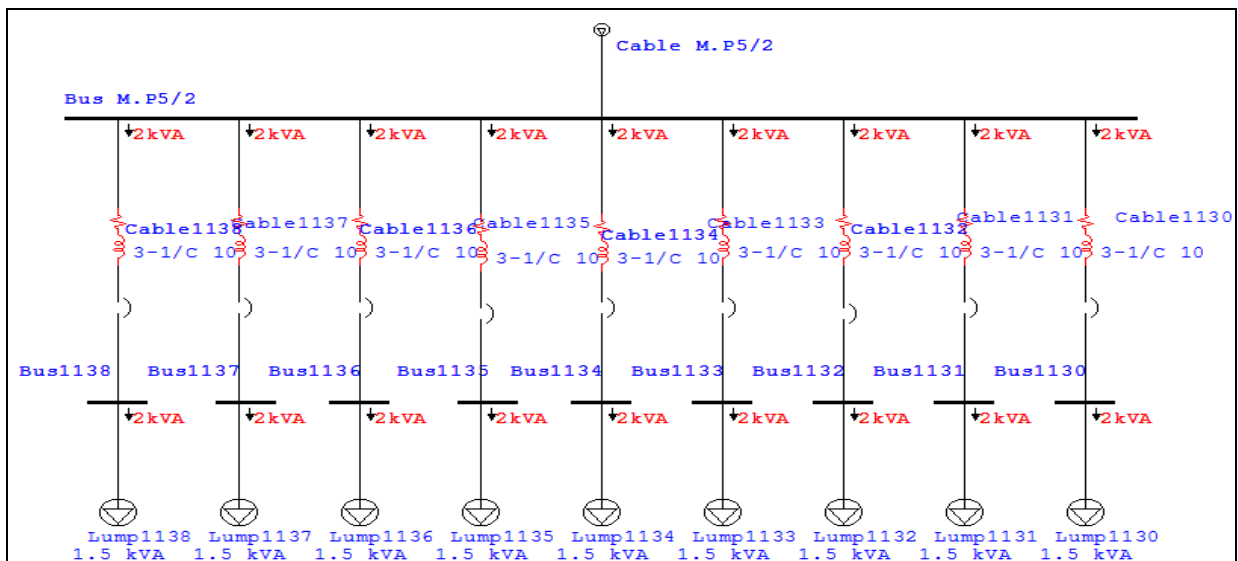 Cable M.P5/2
Bus M.P5/2
2kVA 2kVA 2kVA 2kVA 2kVA 2kVA 2kVA 2kVA 2kVA
Cable1138 Cable1137 Cable1136 Cable1135 Cable1134 Cable1133 Cable1132 Cable1131 Cable1130
3-1/C 10 3-1/C 10 3-1/C 10 3-1/C 10 3-1/C 10 3-1/C 10 3-1/C 10 3-1/C 10
Bus1138 Bus1137 Bus1136 Bus1135 Bus1134 Bus1133 Bus1132 Bus1131 Bus1130
2kVA 2kVA 2kVA 2kVA 2kVA 2kVA 2kVA 2kVA 2kVA
Lump1138 Lump1137 Lump1136 Lump1135 Lump1134 Lump1133 Lump1132 Lump1131 Lump1130
1.5 kVA 1.5 kVA 1.5 kVA 1.5 kVA 1.5 kVA 1.5 kVA 1.5 kVA 1.5 kVA 1.5 kVA